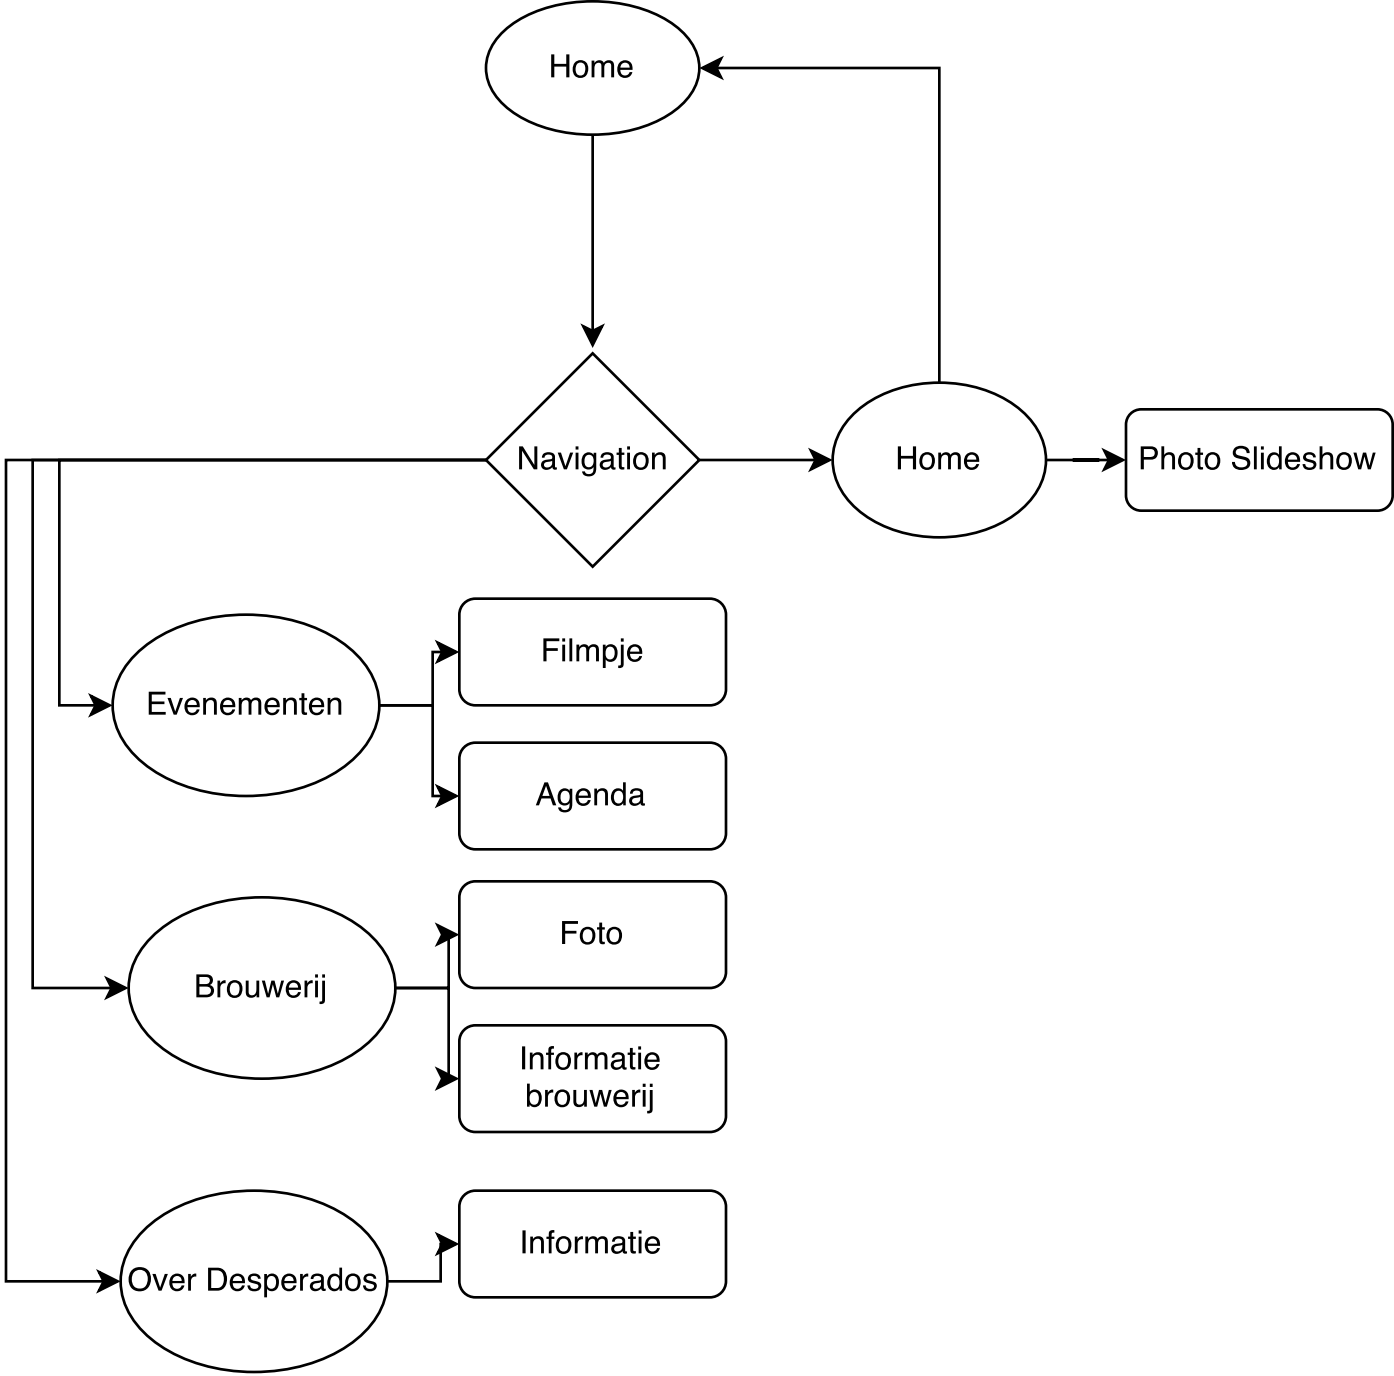 Home
Navigation
Home
Photo Slideshow
Filmpje
Evenementen
Agenda
Foto
Brouwerij
Informatie
brouwerij
Informatie
Over Desperados